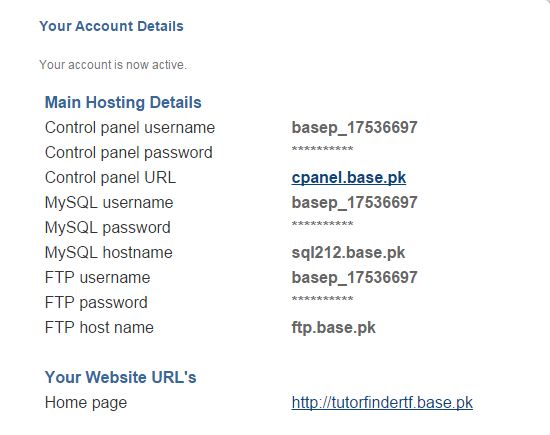 Your Account Details
Your account is now active.
Main Hosting Details
Control panel username basep_17536697
Control panel password **********
Control panel URL cpanel.base.pk
MySQL username basep_17536697
MySQL password **********
MySQL hostname sql212.base.pk
FTP username basep_17536697
FTP password **********
FTP host name ftp.base.pk
Your Website URL's
Home page http://tutorfindertf.base.pk